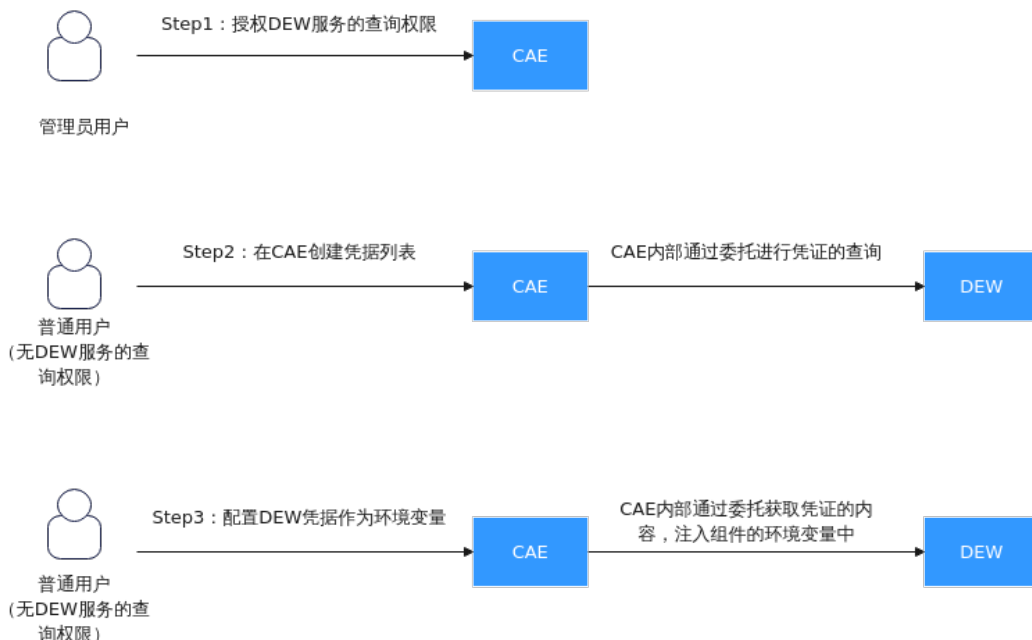 Step1：授权DEW服务的查询权限
CAE
管理员用户
Step2：在CAE创建凭据列表
CAE内部通过委托进行凭证的查询
CAE
DEW
普通用户
（无DEW服务的查
询权限）
Step3：配置DEW凭据作为环境变量
CAE内部通过委托获取凭证的内
容，注入组件的环境变量中
CAE
DEW
普通用户
（无DEW服务的查
询权限）